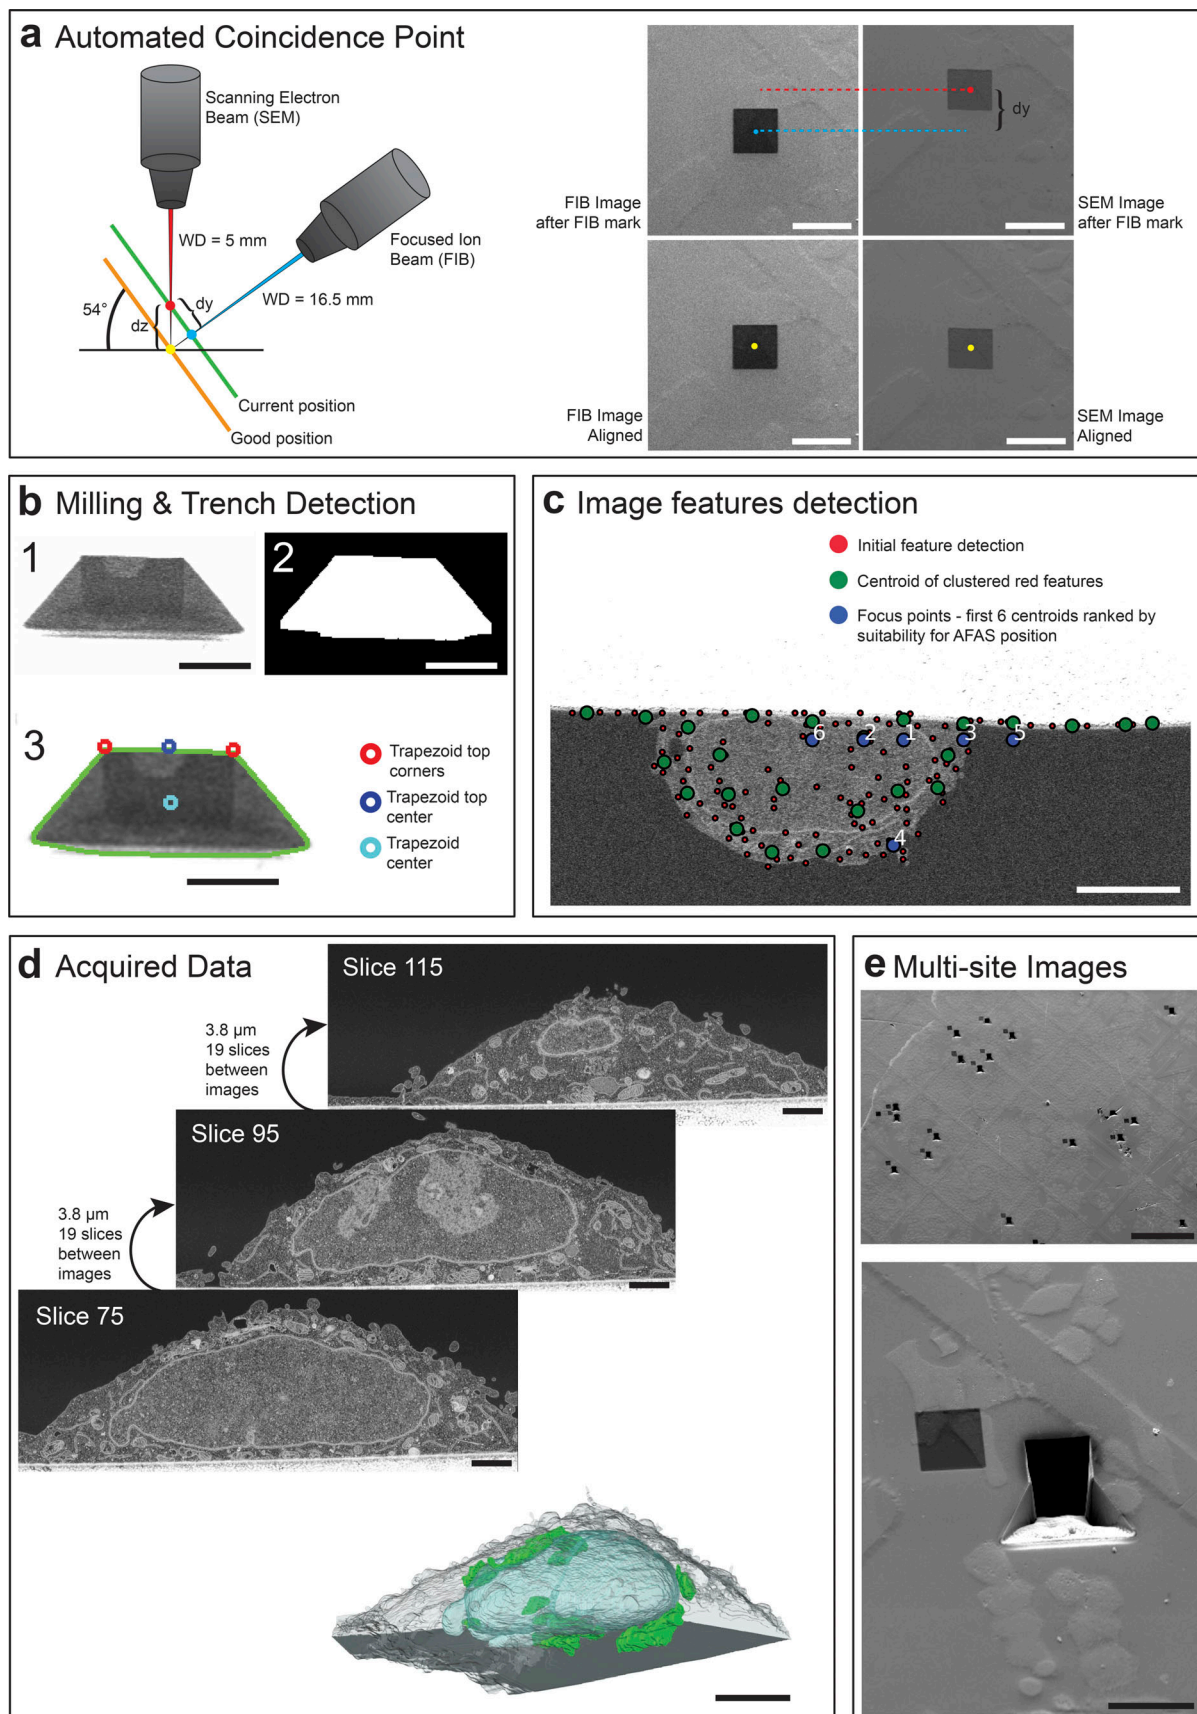 a Automated Coincidence Point
Scanning Electron
Beam (SEM)
WD = 5 mm
Focused Ion
Beam (FIB)
WD = 16.5 mm
54°
dz
dy
Current position
Good position
dy
FIB Image
after FIB mark
SEM Image
after FIB mark
FIB Image
Aligned
SEM Image
Aligned
b Milling & Trench Detection
1
2
3
Trapezoid top
corners
Trapezoid top
center
Trapezoid
center
c Image features detection
Initial feature detection
Centroid of clustered red features
Focus points - first 6 centroids ranked by
suitability for AFAS position
6
2
1
3
5
4
d Acquired Data
Slice 115
3.8 µm
19 slices
between
images
Slice 95
3.8 µm
19 slices
between
images
Slice 75
e Multi-site Images